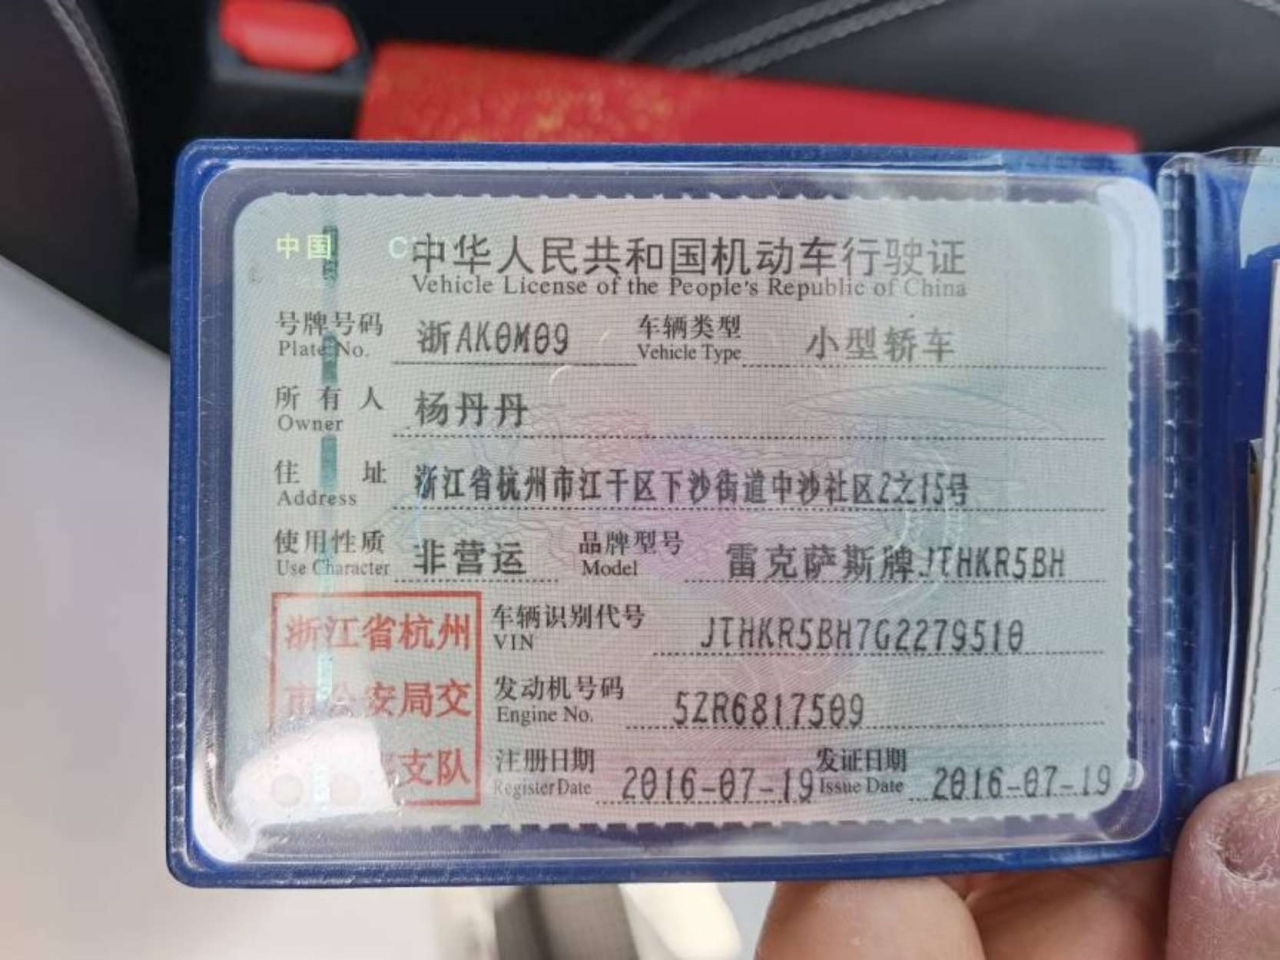 中国
中华人民共和国机动车行驶证
Vehicle License of the People's Republic of China
号牌号码 浙AK0M09 车辆类型 小型轿车
Plate No. Vehicle Type
所有人 杨丹丹
Owner
住址 浙江省杭州市江干区下沙街道中沙社区2之15号
Address
使用性质 非营运 品牌型号 雷克萨斯牌JTHKR5BH
Use Character Model
浙江省杭州
市公安局交
支队
车辆识别代号 JTHKR5BH7G2279510
VIN
发动机号码 5ZR6817509
Engine No.
注册日期 2016-07-19 发证日期 2016-07-19
Register Date Issue Date